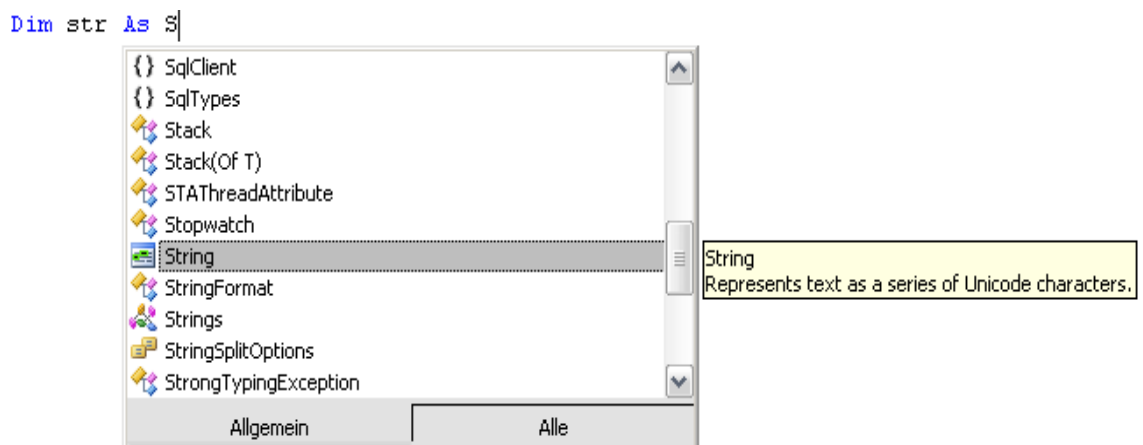 Dim str As S
{} SqlClient
{} SqlTypes
Stack
Stack(Of T)
STAThreadAttribute
Stopwatch
String
StringFormat
Strings
StringSplitOptions
StrongTypingException
Allgemein Alle
String
Represents text as a series of Unicode characters.